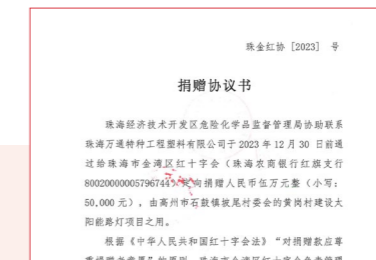 珠金红协［2023］ 号
捐赠协议书
珠海经济技术开发区危险化学品监督管理局协助联系
珠海万通特种工程塑料有限公司于2023年12月30日前通
过给珠海市金湾区红十字会（珠海农商银行红旗支行
80020000005796744 向捐赠人民币伍万元整（小写：
50,000元），由高州市石鼓镇坡尾村委会的黄岗村建设太
阳能路灯项目之用。
根据《中华人民共和国红十字会法》“对捐赠款应尊